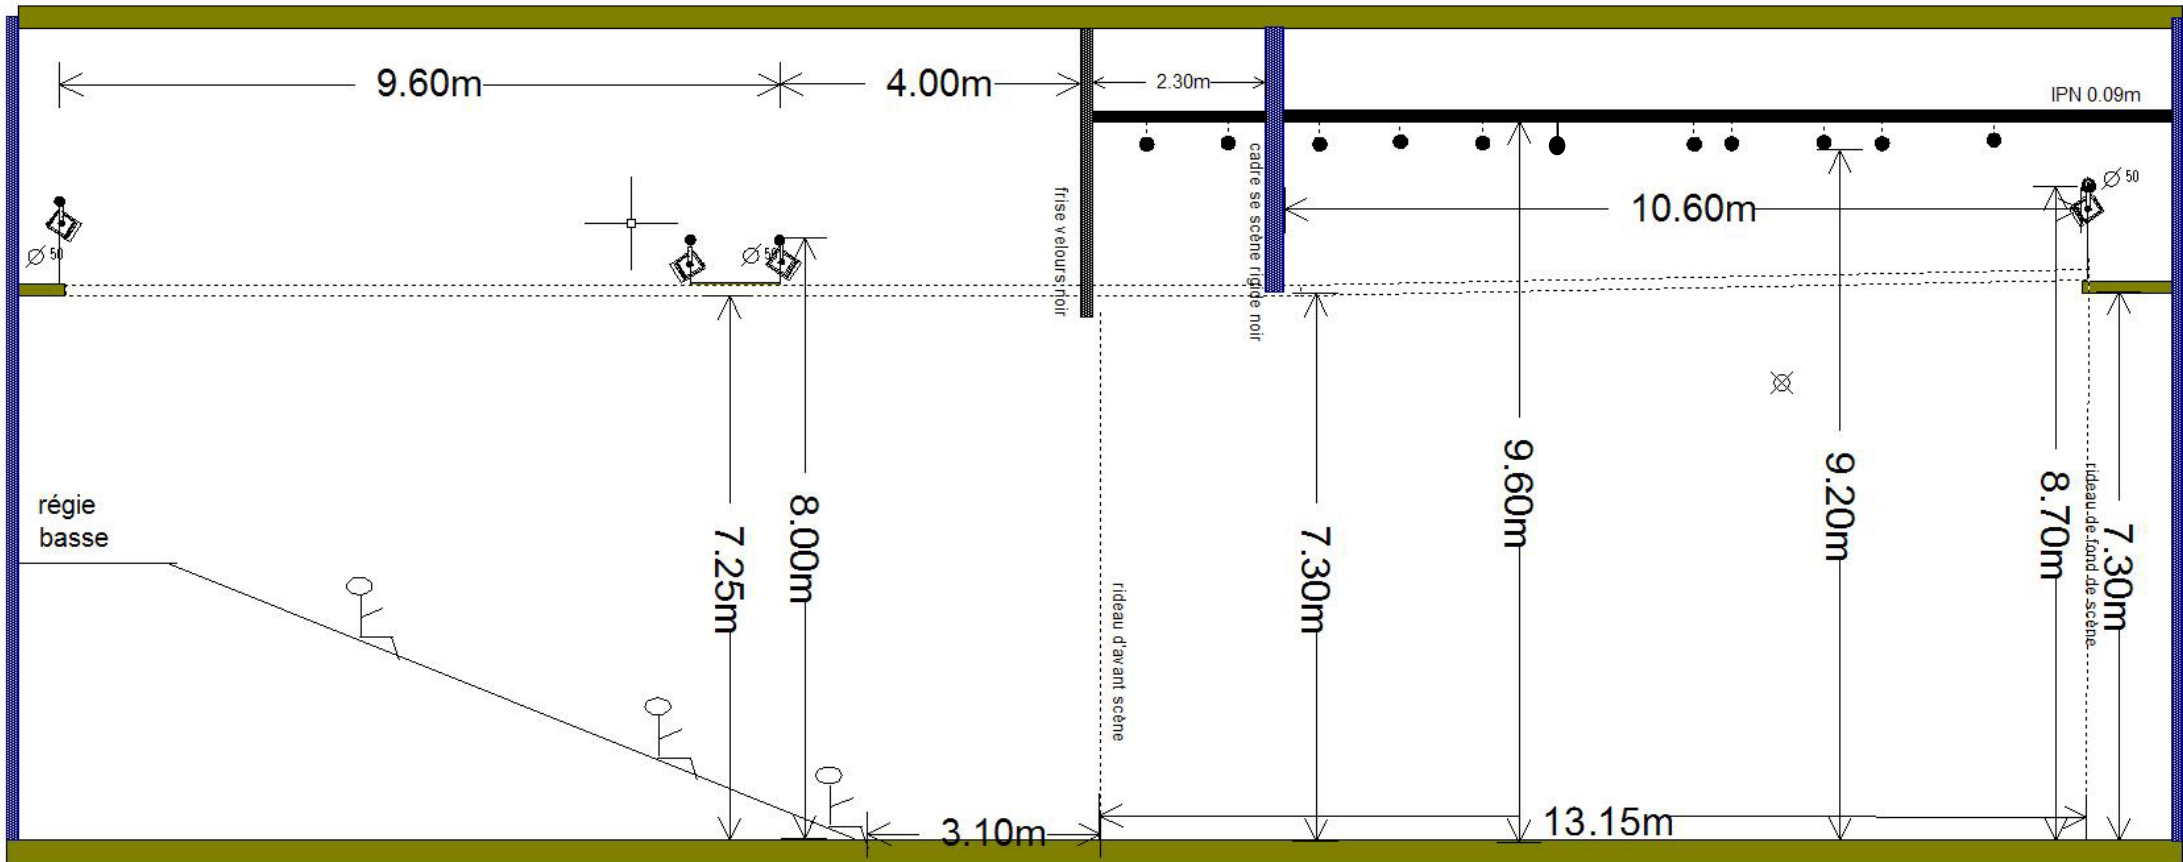 9.60m
4.00m
2.30m
IPN 0.09m
frise velours noir
cadre se scène rigide noir
10.60m
Ø 50
Ø 50
Ø 50
régie
basse
7.25m
8.00m
rideau d'avant scène
7.30m
9.60m
9.20m
8.70m
rideau-de-fond-de-scène
7.30m
3.10m
13.15m